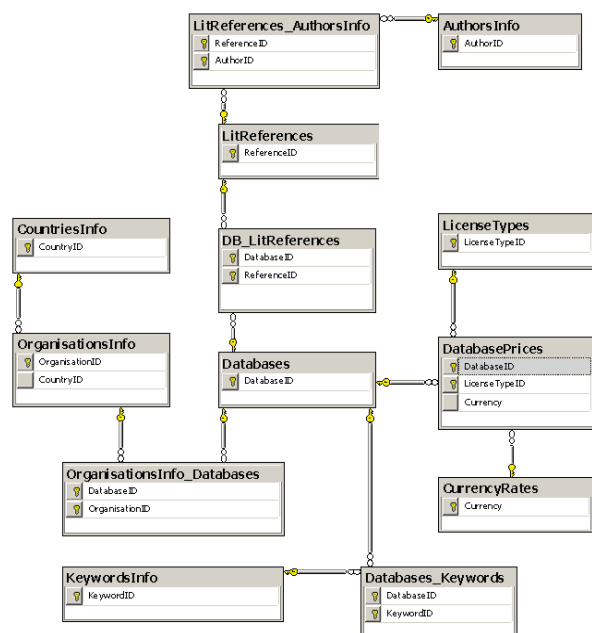 LitReferences_AuthorsInfo
ReferenceID
AuthorID
AuthorsInfo
AuthorID
LitReferences
ReferenceID
CountriesInfo
CountryID
DB_LitReferences
DatabaseID
ReferenceID
LicenseTypes
LicenseTypeID
OrganisationsInfo
OrganisationID
CountryID
Databases
DatabaseID
DatabasePrices
DatabaseID
LicenseTypeID
Currency
OrganisationsInfo_Databases
DatabaseID
OrganisationID
CurrencyRates
Currency
KeywordsInfo
KeywordID
Databases_Keywords
DatabaseID
KeywordID